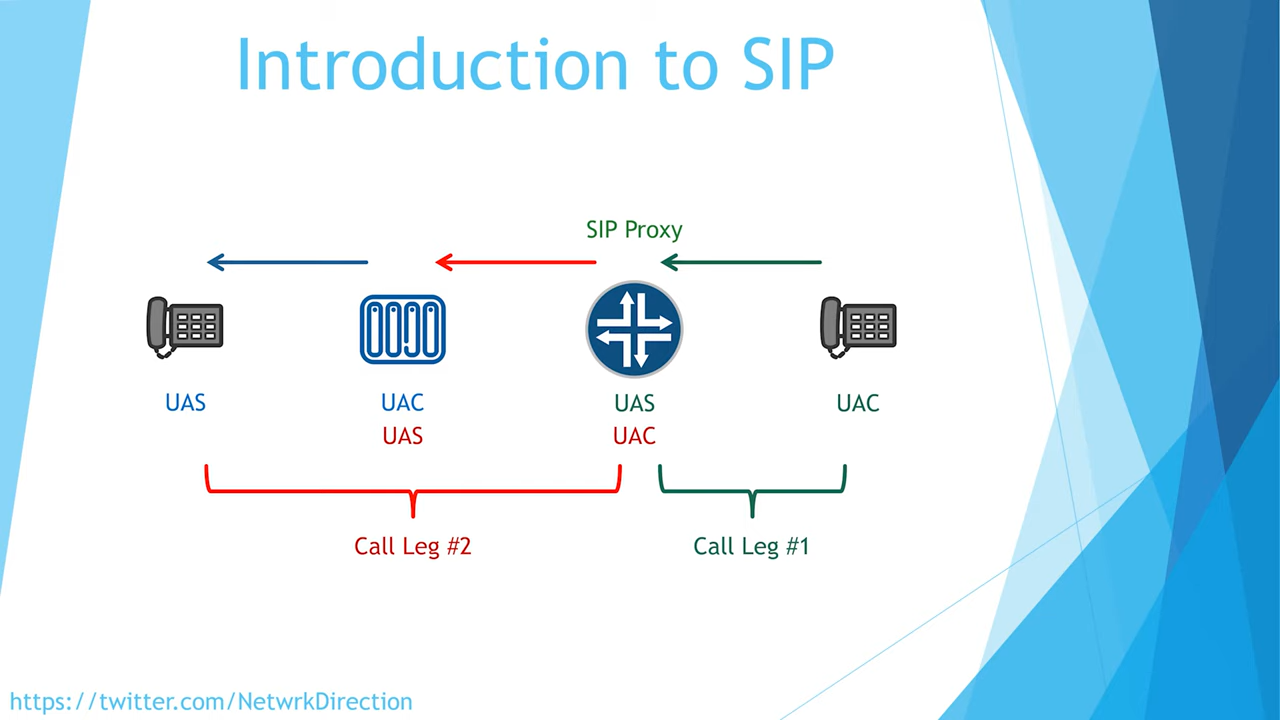 Introduction to SIP
SIP Proxy
UAS
UAC
UAS
UAS
UAC
UAC
Call Leg #2
Call Leg #1
https://twitter.com/NetwrkDirection